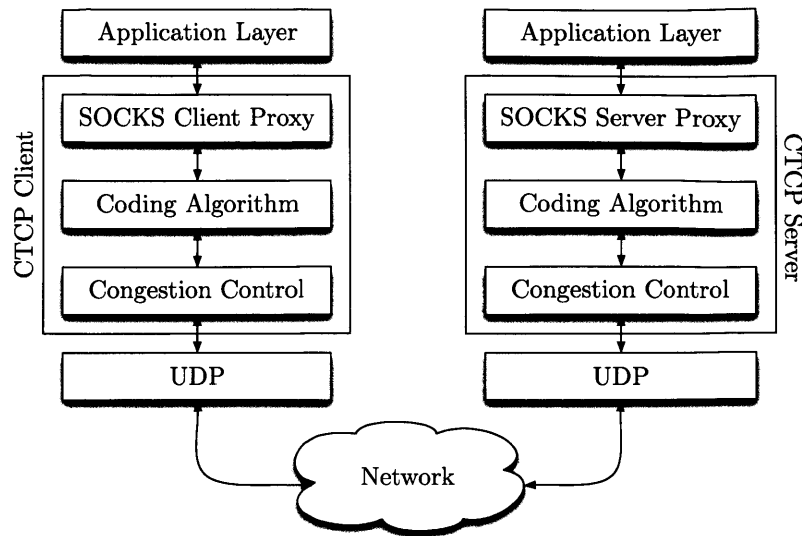 Application Layer
SOCKS Client Proxy
Coding Algorithm
Congestion Control
UDP
CTCP Client
Application Layer
SOCKS Server Proxy
Coding Algorithm
Congestion Control
UDP
CTCP Server
Network